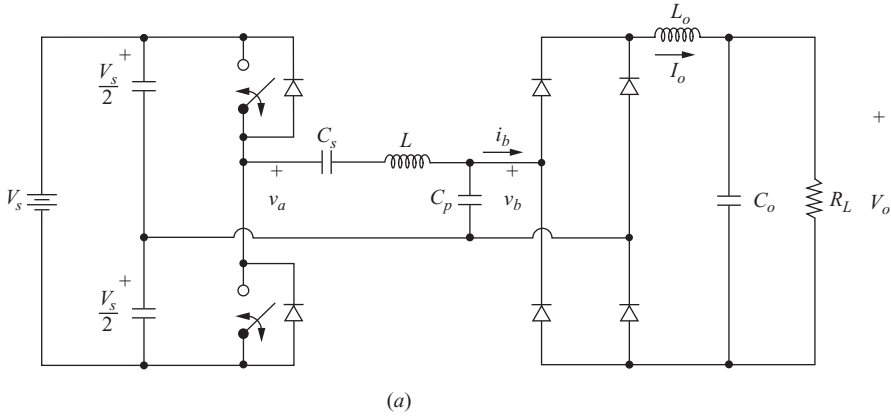 L_o
V_s/2 +
I_o
+
C_s
L
i_b
V_s
+
v_a
C_p
+
v_b
C_o
R_L
V_o
V_s/2 +
(a)